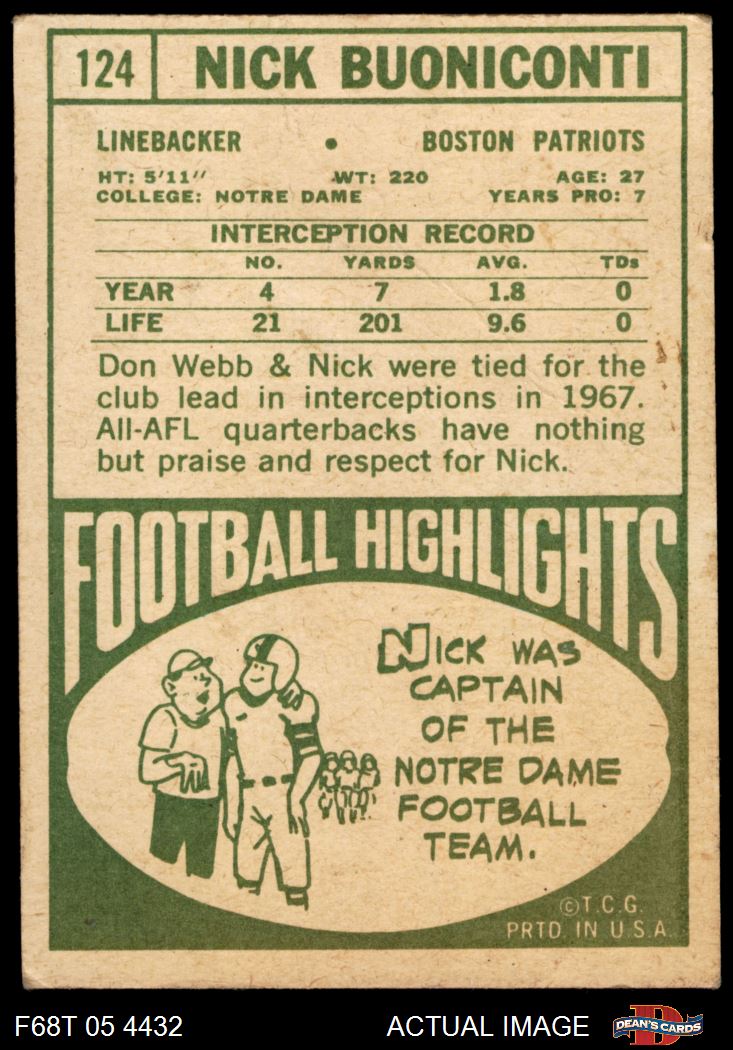 124 NICK BUONICONTI
LINEBACKER • BOSTON PATRIOTS
HT: 5'11" WT: 220 AGE: 27
COLLEGE: NOTRE DAME YEARS PRO: 7
INTERCEPTION RECORD
NO. YARDS AVG. TDs
YEAR 4 7 1.8 0
LIFE 21 201 9.6 0
Don Webb & Nick were tied for the
club lead in interceptions in 1967.
All-AFL quarterbacks have nothing
but praise and respect for Nick.
FOOTBALL HIGHLIGHTS
NICK WAS
CAPTAIN
OF THE
NOTRE DAME
FOOTBALL
TEAM.
©T.C.G.
PRTD. IN U.S.A.
F68T 05 4432 ACTUAL IMAGE D DEAN'S CARDS